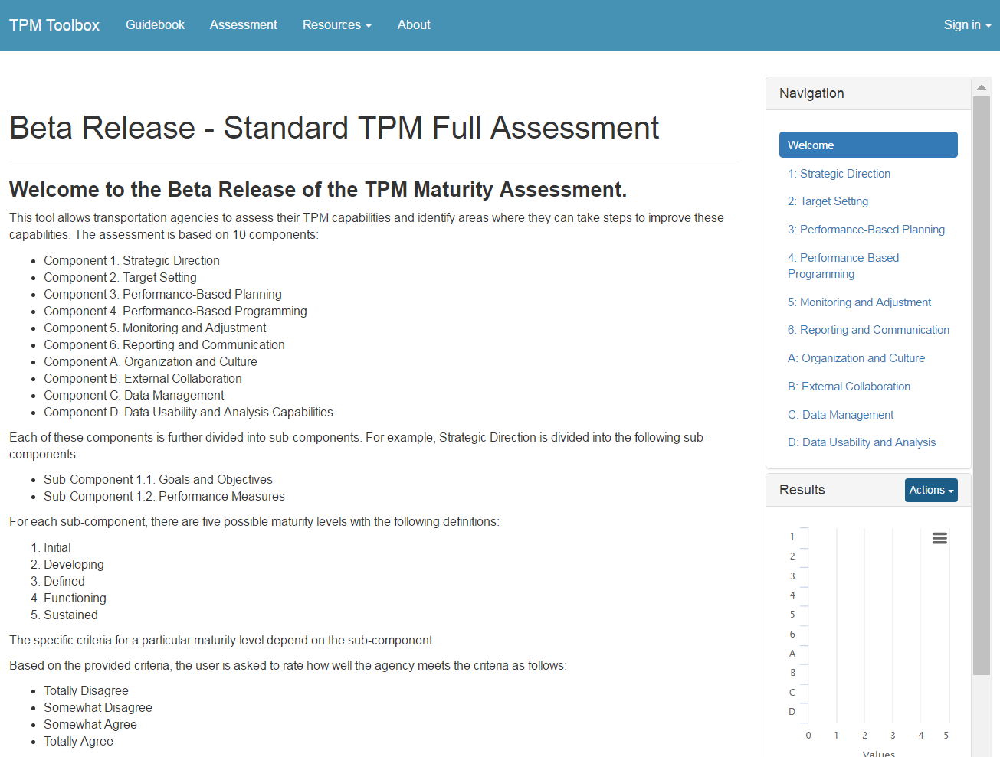 TPM Toolbox
Guidebook
Assessment
Resources
About
Sign in
Beta Release - Standard TPM Full Assessment
Welcome to the Beta Release of the TPM Maturity Assessment.
This tool allows transportation agencies to assess their TPM capabilities and identify areas where they can take steps to improve these
capabilities. The assessment is based on 10 components:
Component 1. Strategic Direction
Component 2. Target Setting
Component 3. Performance-Based Planning
Component 4. Performance-Based Programming
Component 5. Monitoring and Adjustment
Component 6. Reporting and Communication
Component A. Organization and Culture
Component B. External Collaboration
Component C. Data Management
Component D. Data Usability and Analysis Capabilities
Each of these components is further divided into sub-components. For example, Strategic Direction is divided into the following sub-
components:
Sub-Component 1.1. Goals and Objectives
Sub-Component 1.2. Performance Measures
For each sub-component, there are five possible maturity levels with the following definitions:
1. Initial
2. Developing
3. Defined
4. Functioning
5. Sustained
The specific criteria for a particular maturity level depend on the sub-component.
Based on the provided criteria, the user is asked to rate how well the agency meets the criteria as follows:
Totally Disagree
Somewhat Disagree
Somewhat Agree
Totally Agree
Navigation
Welcome
1: Strategic Direction
2: Target Setting
3: Performance-Based Planning
4: Performance-Based
Programming
5: Monitoring and Adjustment
6: Reporting and Communication
A: Organization and Culture
B: External Collaboration
C: Data Management
D: Data Usability and Analysis
Results
Actions
1
2
3
4
5
6
A
B
C
D
0 1 2 3 4 5
Values